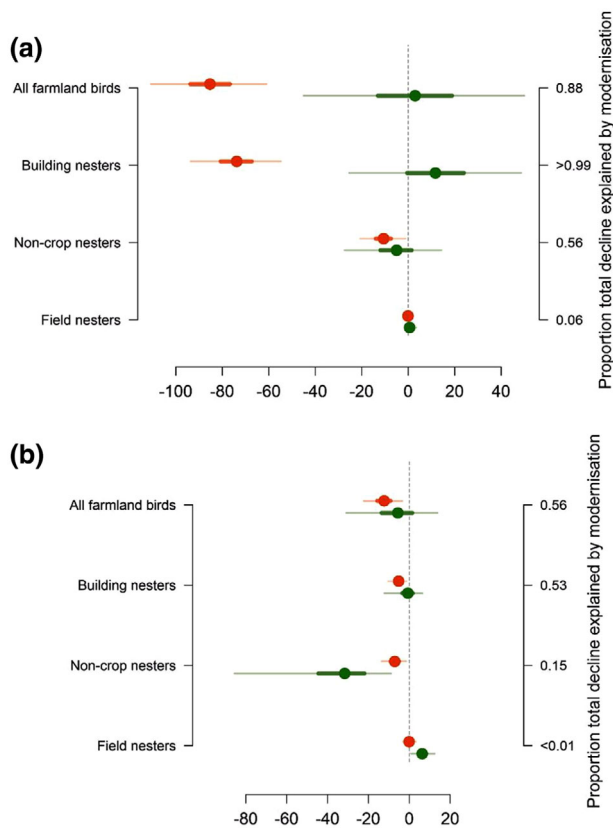 (a)
All farmland birds
0.88
Building nesters
>0.99
Non-crop nesters
0.56
Field nesters
0.06
-100 -80 -60 -40 -20 0 20 40
Proportion total decline explained by modernisation
(b)
All farmland birds
0.56
Building nesters
0.53
Non-crop nesters
0.15
Field nesters
<0.01
-80 -60 -40 -20 0 20
Proportion total decline explained by modernisation